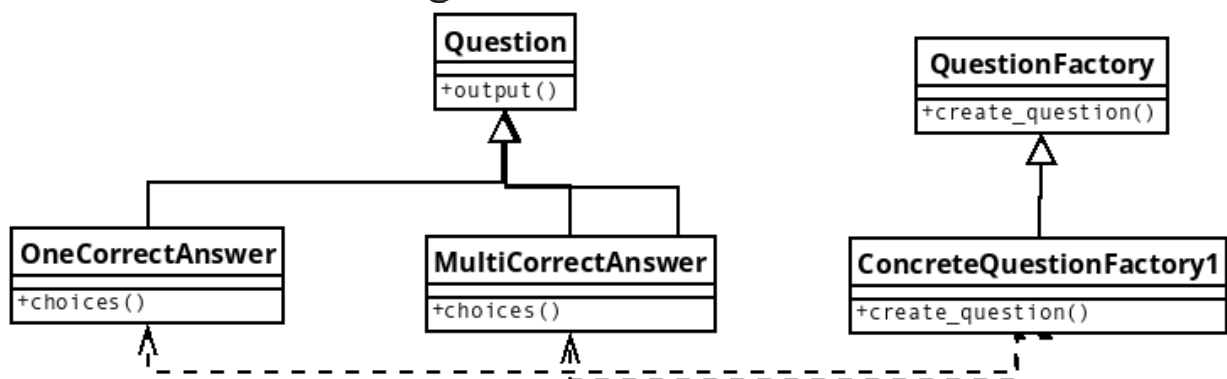 Question
+output()
QuestionFactory
+create_question()
OneCorrectAnswer
+choices()
MultiCorrectAnswer
+choices()
ConcreteQuestionFactory1
+create_question()